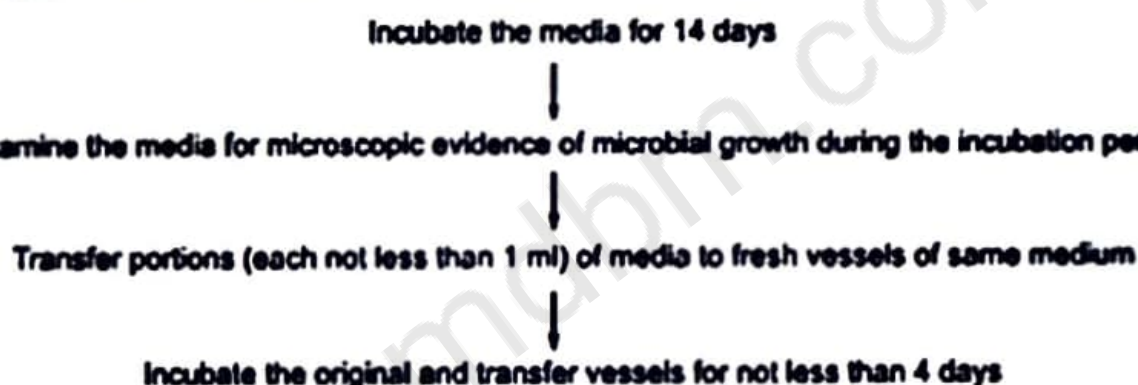 Incubate the media for 14 days
amine the media for microscopic evidence of microbial growth during the incubation per
Transfer portions (each not less than 1 ml) of media to fresh vessels of same medium
Incubate the original and transfer vessels for not less than 4 days
mdbm.co